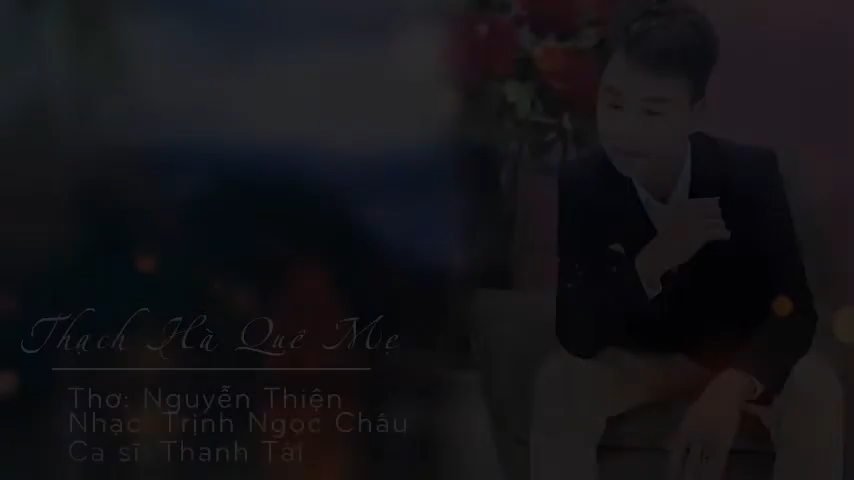 Thạch Hà Quê Mẹ
Thơ: Nguyễn Thiện
Nhạc: Trịnh Ngọc Châu
Ca sĩ: Thanh Tài